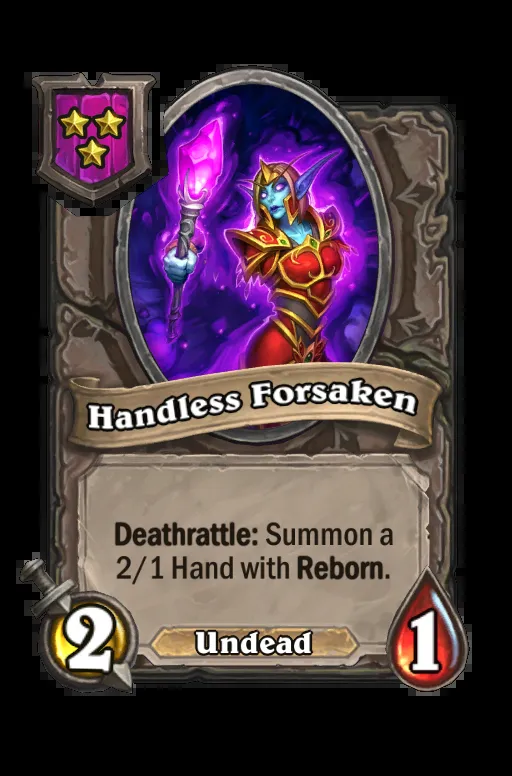 Handless Forsaken
Deathrattle: Summon a
2/1 Hand with Reborn.
2
Undead
1